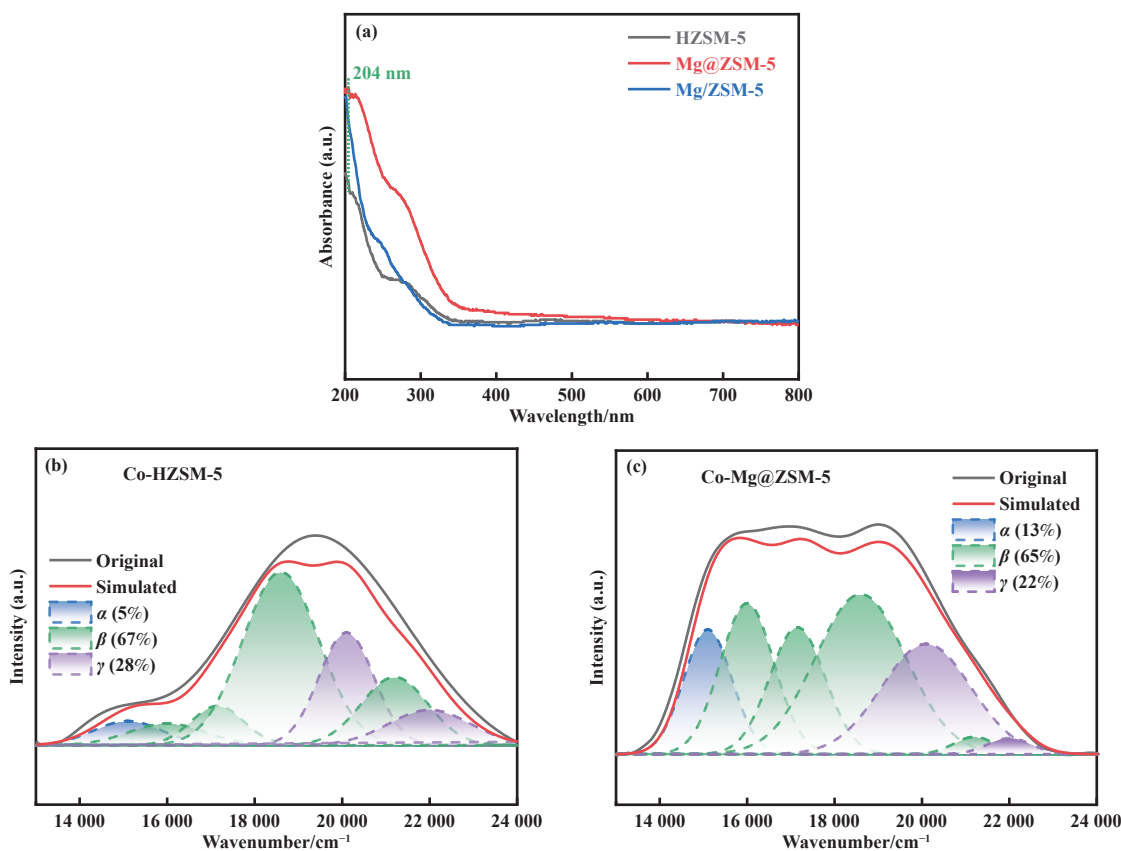 (a)
HZSM-5
Mg@ZSM-5
Mg/ZSM-5
204 nm
Absorbance (a.u.)
200 300 400 500 600 700 800
Wavelength/nm
(b)
Co-HZSM-5
Original
Simulated
α (5%)
β (67%)
γ (28%)
Intensity (a.u.)
14 000 16 000 18 000 20 000 22 000 24 000
Wavenumber/cm⁻¹
(c)
Co-Mg@ZSM-5
Original
Simulated
α (13%)
β (65%)
γ (22%)
Intensity (a.u.)
14 000 16 000 18 000 20 000 22 000 24 000
Wavenumber/cm⁻¹